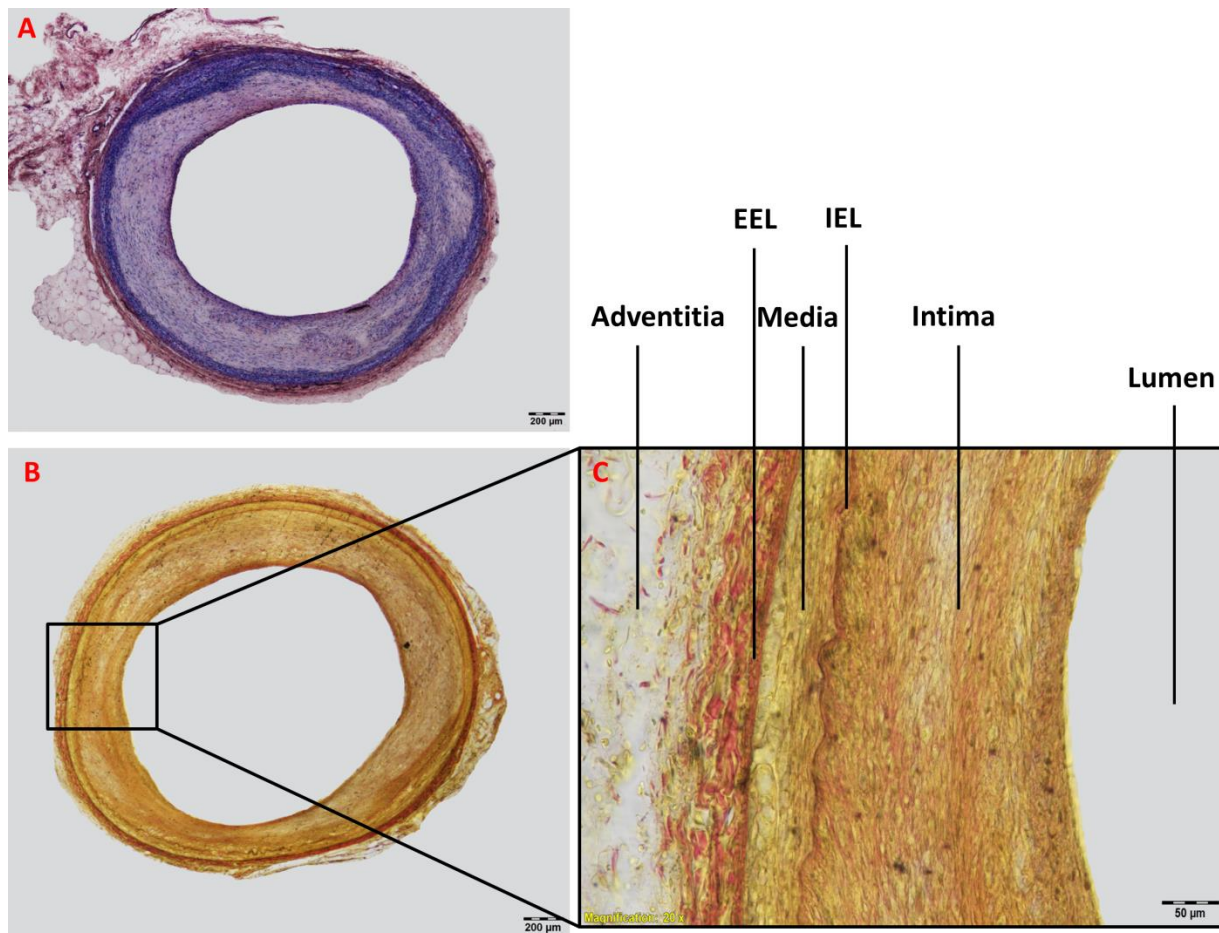 A
200 µm
EEL
IEL
Adventitia
Media
Intima
Lumen
B
200 µm
C
Magnification: 20 x
50 µm